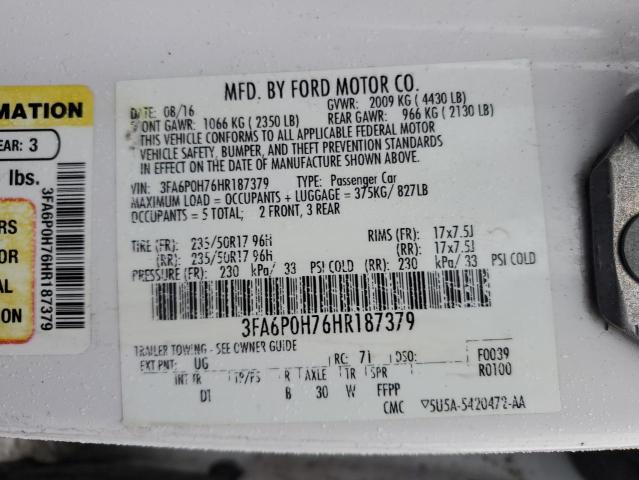 MATION
EAR: 3
lbs.
RS
OR
AL
ON
3FA6P0H76HR187379
MFD. BY FORD MOTOR CO.
DATE: 08/16 GVWR: 2009 KG ( 4430 LB)
FRONT GAWR: 1066 KG ( 2350 LB) REAR GAWR: 966 KG ( 2130 LB)
THIS VEHICLE CONFORMS TO ALL APPLICABLE FEDERAL MOTOR
VEHICLE SAFETY, BUMPER, AND THEFT PREVENTION STANDARDS
IN EFFECT ON THE DATE OF MANUFACTURE SHOWN ABOVE.
VIN: 3FA6P0H76HR187379 TYPE: Passenger Car
MAXIMUM LOAD = OCCUPANTS + LUGGAGE = 375KG/ 827LB
OCCUPANTS = 5 TOTAL; 2 FRONT, 3 REAR
TIRE (FR): 235/50R17 96H RIMS (FR): 17x7.5J
(RR): 235/50R17 96H (RR): 17x7.5J
PRESSURE (FR): 230 kPa/ 33 PSI COLD (RR): 230 kPa/ 33 PSI COLD
3FA6P0H76HR187379
TRAILER TOWING - SEE OWNER GUIDE
EXT PNT: UG RC: 71 DSO: F0039
INT TR TP/PS R AXLE TR SPR R0100
DT B 30 W FFPP
CMC 5U5A-5420472-AA